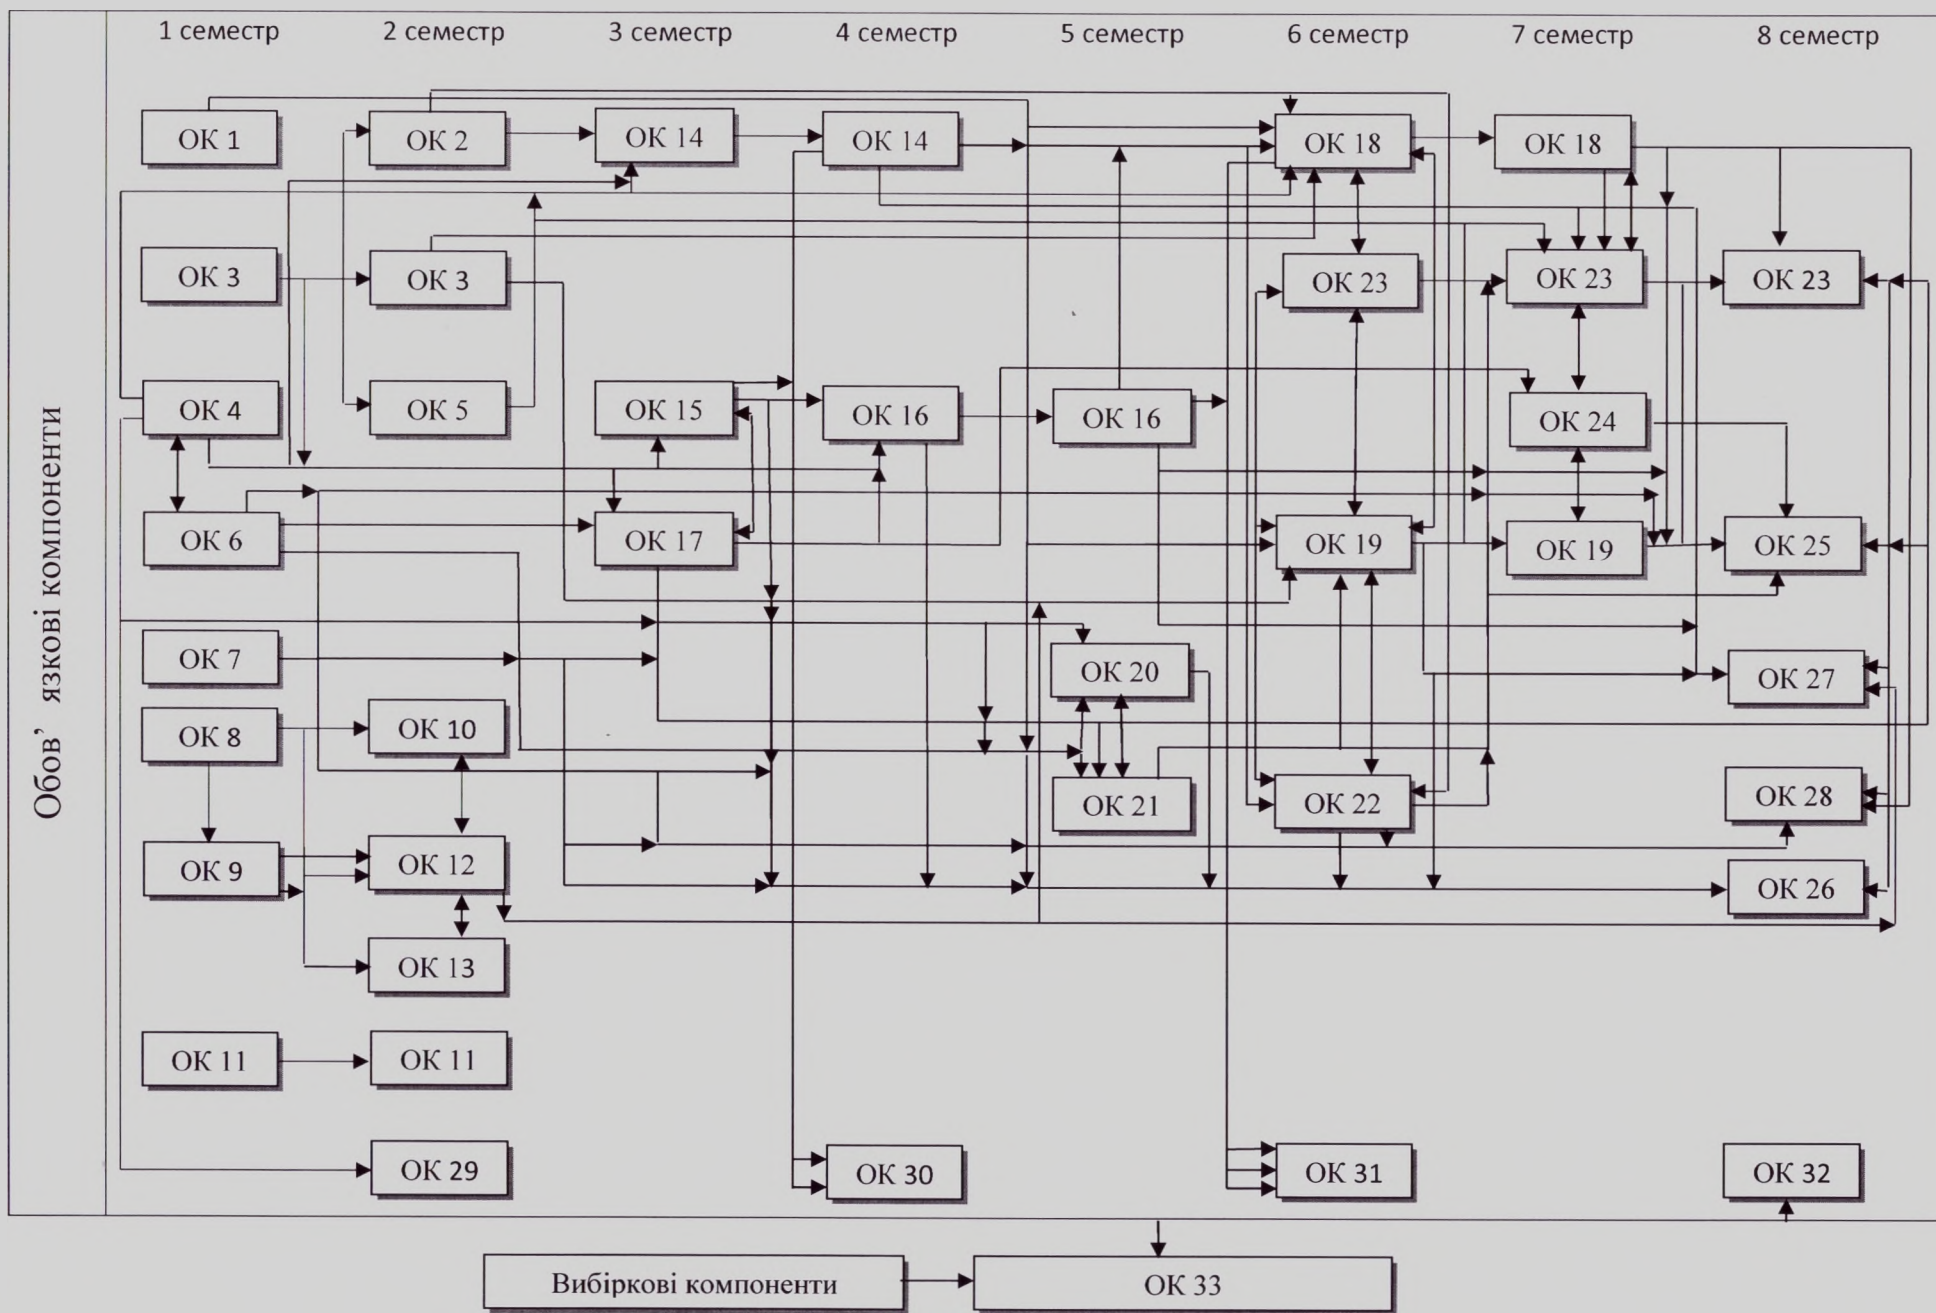 1 семестр 2 семестр 3 семестр 4 семестр 5 семестр 6 семестр 7 семестр 8 семестр
Обов’ язкові компоненти
ОК 1 ОК 2 ОК 14 ОК 14 ОК 18 ОК 18
ОК 3 ОК 3 ОК 23 ОК 23 ОК 23
ОК 4 ОК 5 ОК 15 ОК 16 ОК 16 ОК 24
ОК 6 ОК 17 ОК 19 ОК 19 ОК 25
ОК 7 ОК 20 ОК 27
ОК 8 ОК 10
ОК 21 ОК 22 ОК 28
ОК 9 ОК 12 ОК 26
ОК 13
ОК 11 ОК 11
ОК 29 ОК 30 ОК 31 ОК 32
Вибіркові компоненти ОК 33